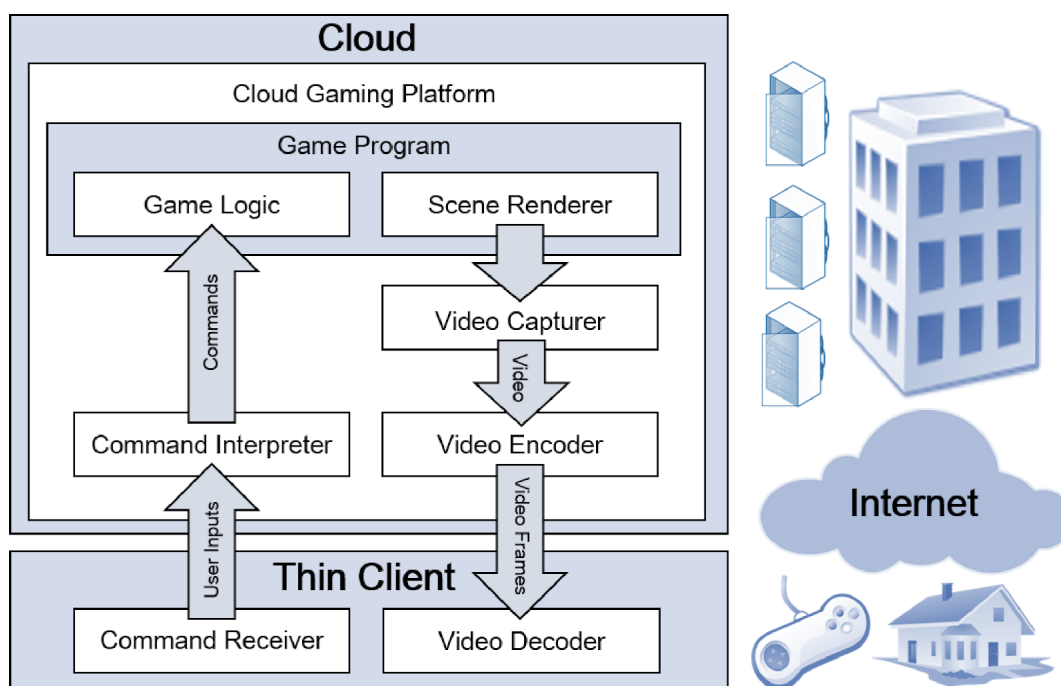 Cloud
Cloud Gaming Platform
Game Program
Game Logic
Scene Renderer
Commands
Video Capturer
Video
Command Interpreter
Video Encoder
User Inputs
Video Frames
Thin Client
Command Receiver
Video Decoder
Internet